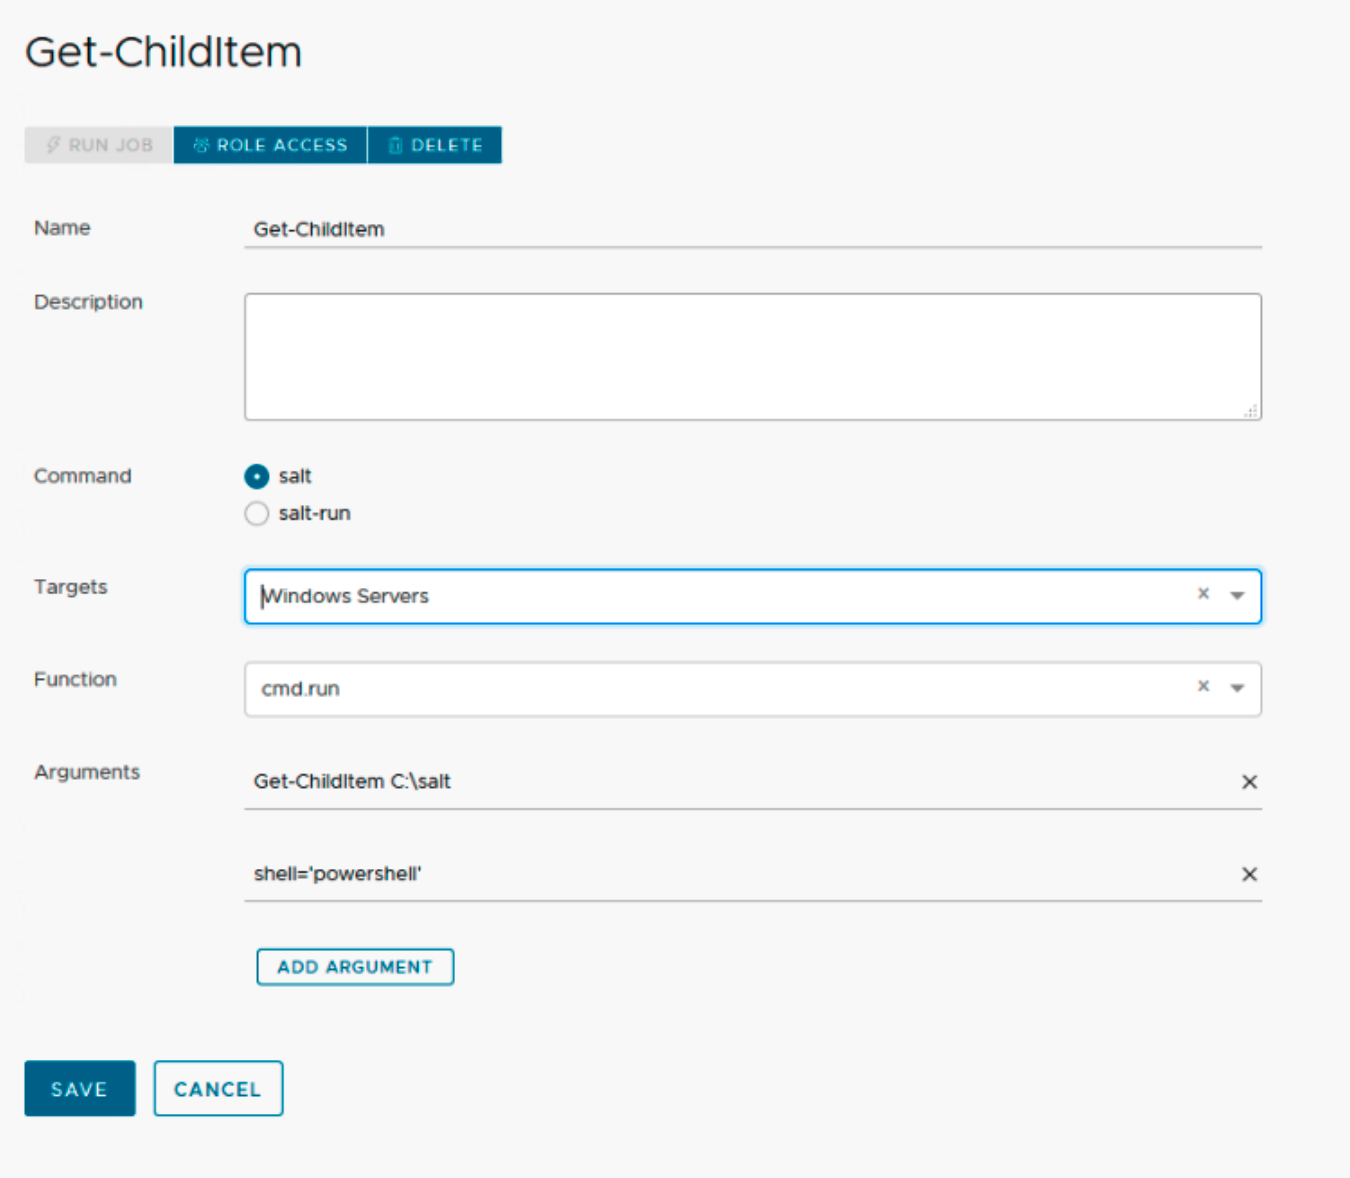 Get-ChildItem
RUN JOB ROLE ACCESS DELETE
Name Get-ChildItem
Description
Command salt
salt-run
Targets Windows Servers
Function cmd.run
Arguments Get-ChildItem C:\salt
shell='powershell'
ADD ARGUMENT
SAVE CANCEL